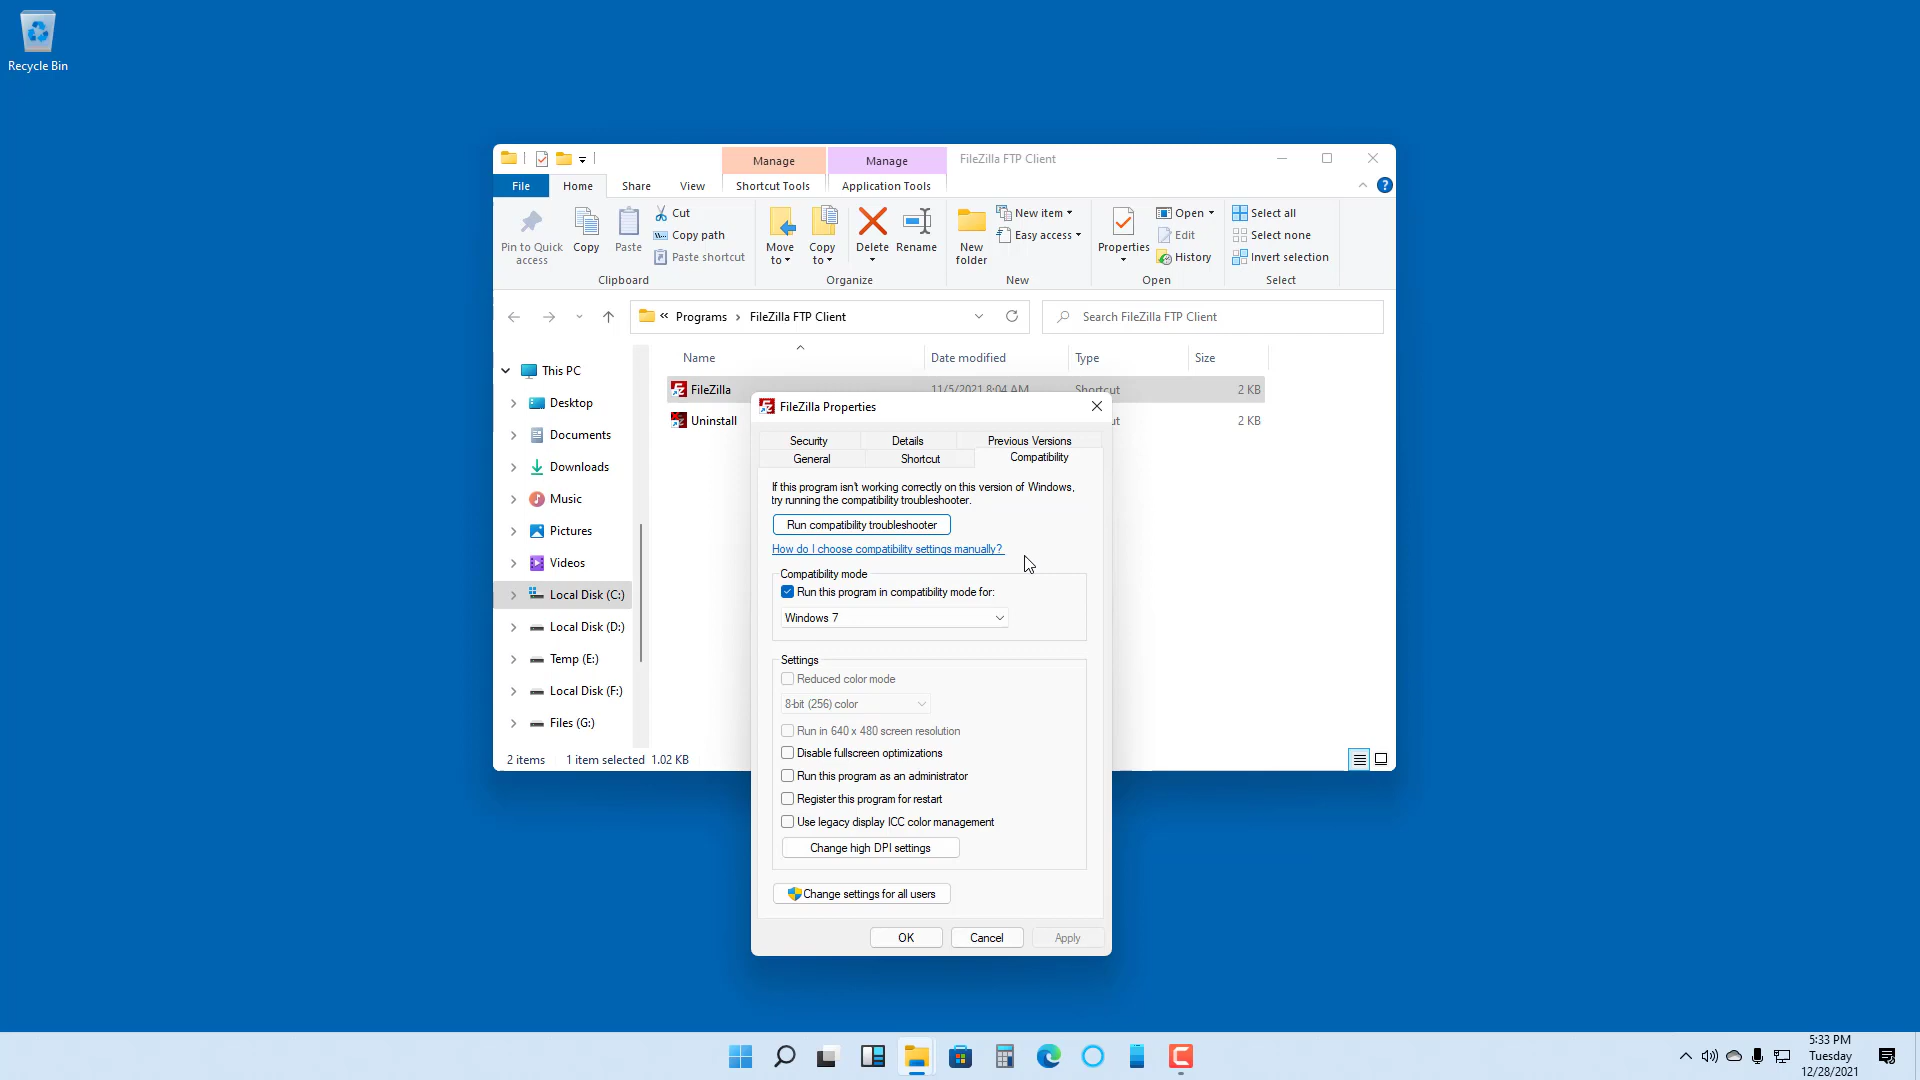 Recycle Bin
Manage
Manage
FileZilla FTP Client
File
Home
Share
View
Shortcut Tools
Application Tools
Pin to Quick access
Copy
Paste
Cut
Copy path
Paste shortcut
Clipboard
Move to
Copy to
Delete
Rename
Organize
New folder
New item
Easy access
New
Properties
Open
Edit
History
Open
Select all
Select none
Invert selection
Select
« Programs › FileZilla FTP Client
Search FileZilla FTP Client
Name
Date modified
Type
Size
This PC
Desktop
Documents
Downloads
Music
Pictures
Videos
Local Disk (C:)
Local Disk (D:)
Temp (E:)
Local Disk (F:)
Files (G:)
FileZilla
11/5/2021 8:04 AM
Shortcut
2 KB
Uninstall
ut
2 KB
2 items
1 item selected 1.02 KB
FileZilla Properties
Security
Details
Previous Versions
General
Shortcut
Compatibility
If this program isn't working correctly on this version of Windows,
try running the compatibility troubleshooter.
Run compatibility troubleshooter
How do I choose compatibility settings manually?
Compatibility mode
Run this program in compatibility mode for:
Windows 7
Settings
Reduced color mode
8-bit (256) color
Run in 640 x 480 screen resolution
Disable fullscreen optimizations
Run this program as an administrator
Register this program for restart
Use legacy display ICC color management
Change high DPI settings
Change settings for all users
OK
Cancel
Apply
5:33 PM
Tuesday
12/28/2021